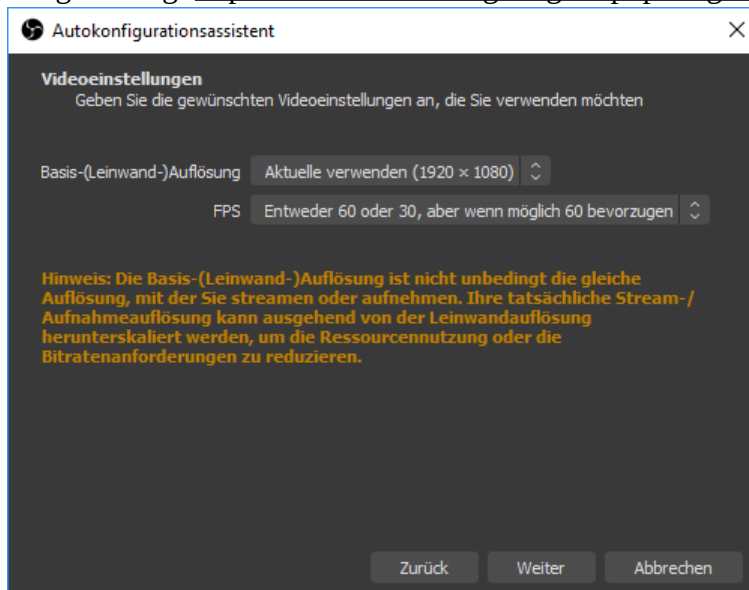 Autokonfigurationsassistent
Videoeinstellungen
Geben Sie die gewünschten Videoeinstellungen an, die Sie verwenden möchten
Basis-(Leinwand-)Auflösung Aktuelle verwenden (1920 × 1080)
FPS Entweder 60 oder 30, aber wenn möglich 60 bevorzugen
Hinweis: Die Basis-(Leinwand-)Auflösung ist nicht unbedingt die gleiche
Auflösung, mit der Sie streamen oder aufnehmen. Ihre tatsächliche Stream-/
Aufnahmeauflösung kann ausgehend von der Leinwandauflösung
herunterskaliert werden, um die Ressourcennutzung oder die
Bitratenanforderungen zu reduzieren.
Zurück Weiter Abbrechen